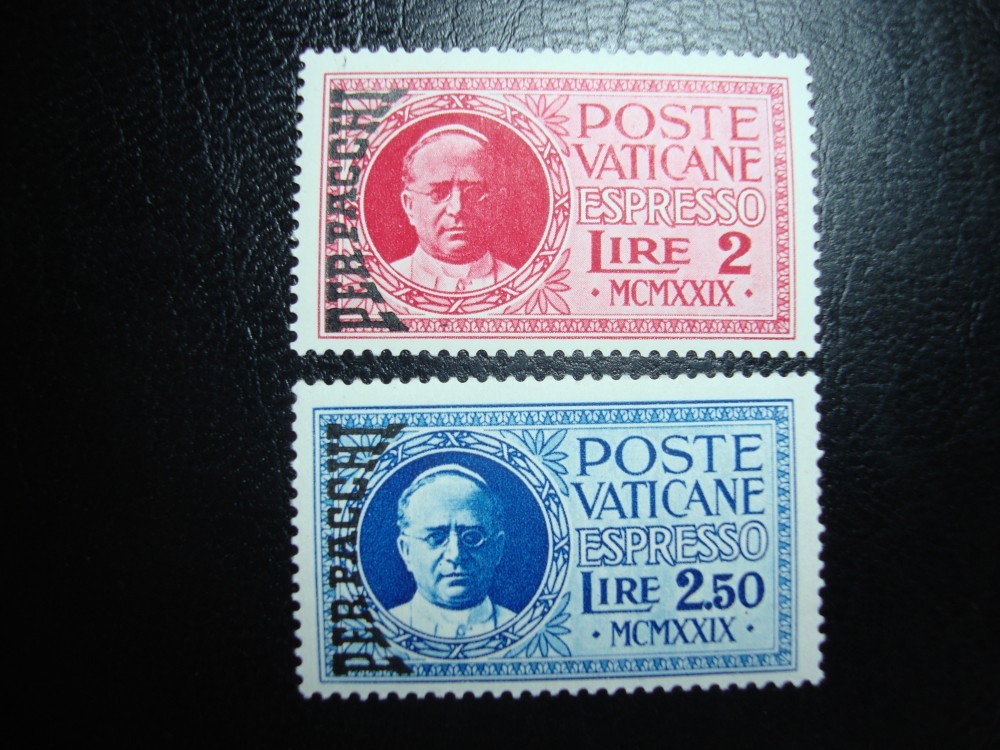 PER PACCHI
POSTE
VATICANE
ESPRESSO
LIRE 2
· MCMXXIX ·
PER PACCHI
POSTE
VATICANE
ESPRESSO
LIRE 2.50
· MCMXXIX ·